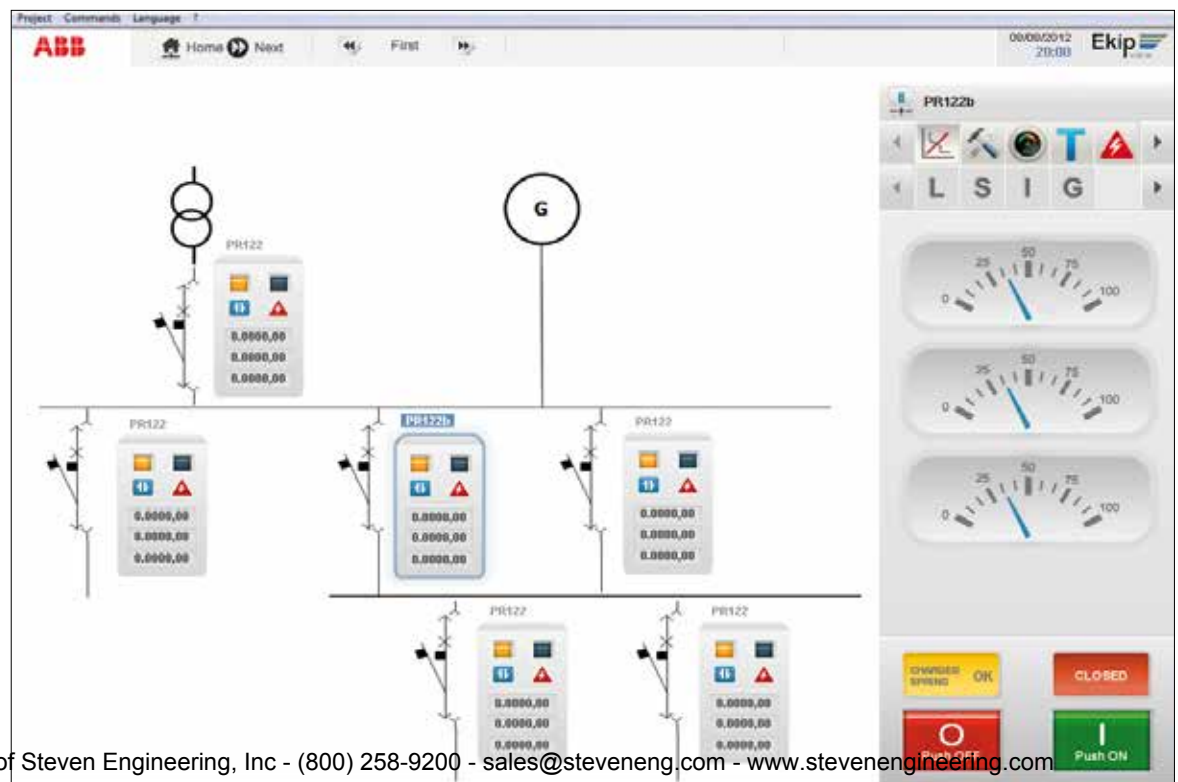 Project Commands Language ?
ABB Home Next First 00/00/2012 20:00 Ekip
PR122b
L S I G
G
PR122
0.0000,00
0.0000,00
0.0000,00
0 25 50 75 100
0 25 50 75 100
0 25 50 75 100
PR122
0.0000,00
0.0000,00
0.0000,00
PR122b
0.0000,00
0.0000,00
0.0000,00
PR122
0.0000,00
0.0000,00
0.0000,00
PR122
0.0000,00
0.0000,00
0.0000,00
PR122
0.0000,00
0.0000,00
0.0000,00
CHARGED SPRING OK
CLOSED
Push OFF
Push ON
of Steven Engineering, Inc - (800) 258-9200 - sales@steveneng.com - www.stevenengineering.com